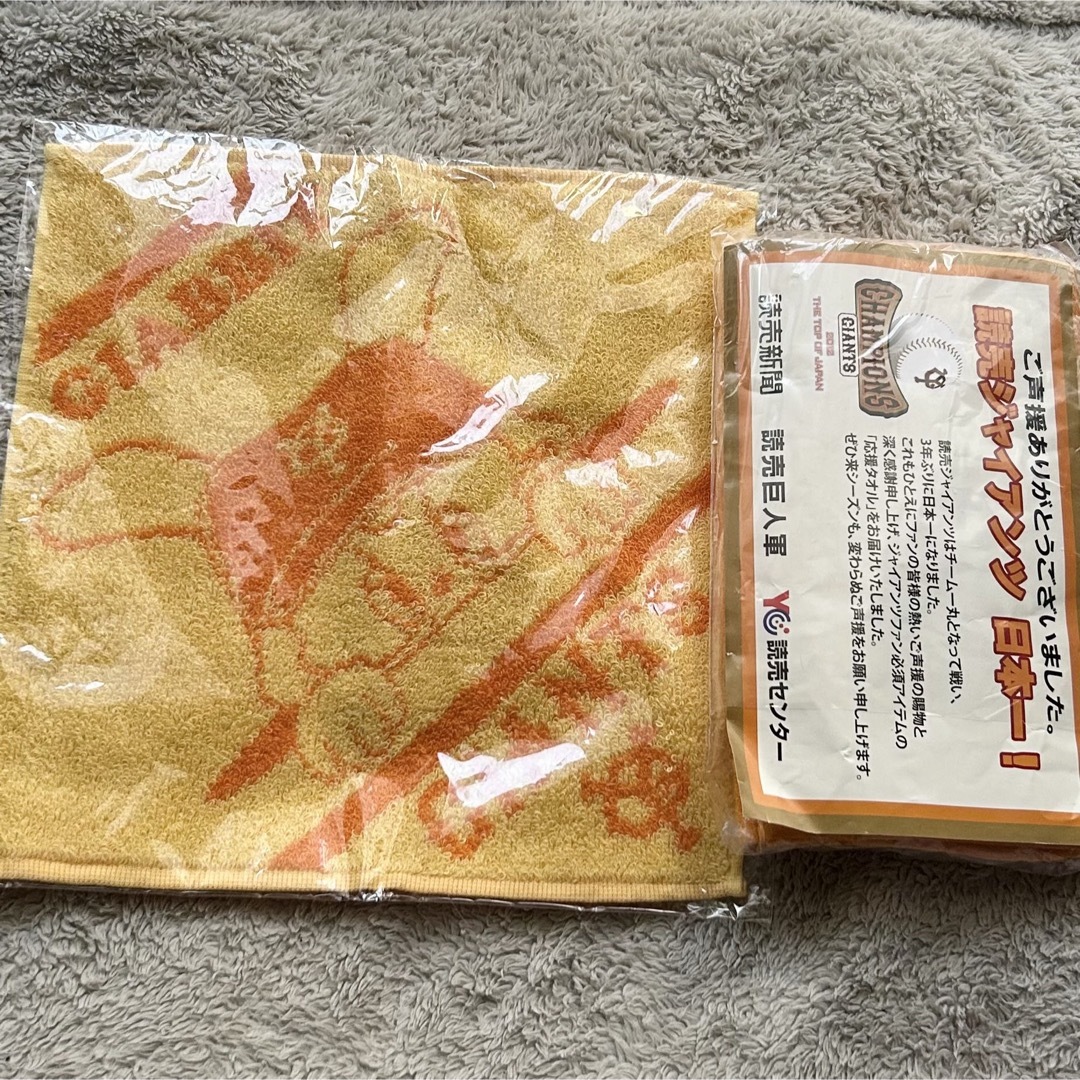 ご声援ありがとうございました。
読売ジャイアンツ 日本一!
CHAMPIONS
GIANTS
2012
THE TOP OF JAPAN
読売ジャイアンツはチーム一丸となって戦い、
3年ぶりに日本一になりました。
これもひとえにファンの皆様の熱いご声援の賜物と
深く感謝申し上げ、ジャイアンツファン必須アイテムの
「応援タオル」をお届けいたしました。
ぜひ来シーズンも、変わらぬご声援をお願い申し上げます。
読売新聞 読売巨人軍 YC 読売センター